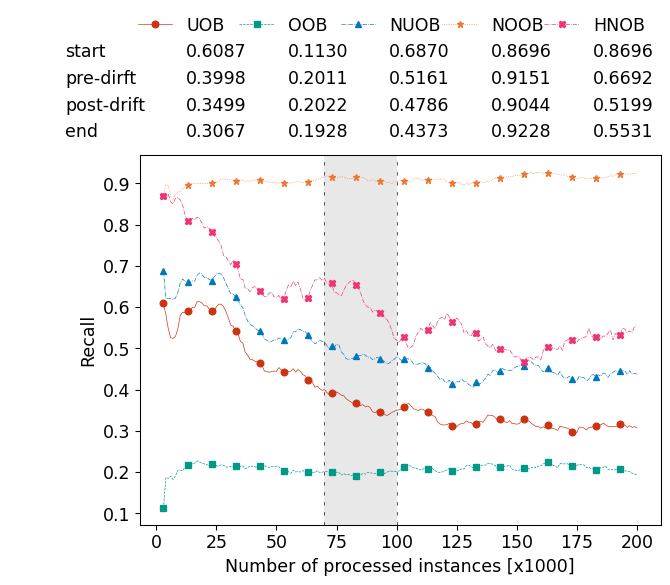 UOB OOB NUOB NOOB HNOB
start 0.6087 0.1130 0.6870 0.8696 0.8696
pre-dirft 0.3998 0.2011 0.5161 0.9151 0.6692
post-drift 0.3499 0.2022 0.4786 0.9044 0.5199
end 0.3067 0.1928 0.4373 0.9228 0.5531
0.9
0.8
0.7
0.6
0.5
0.4
0.3
0.2
0.1
Recall
0 25 50 75 100 125 150 175 200
Number of processed instances [x1000]